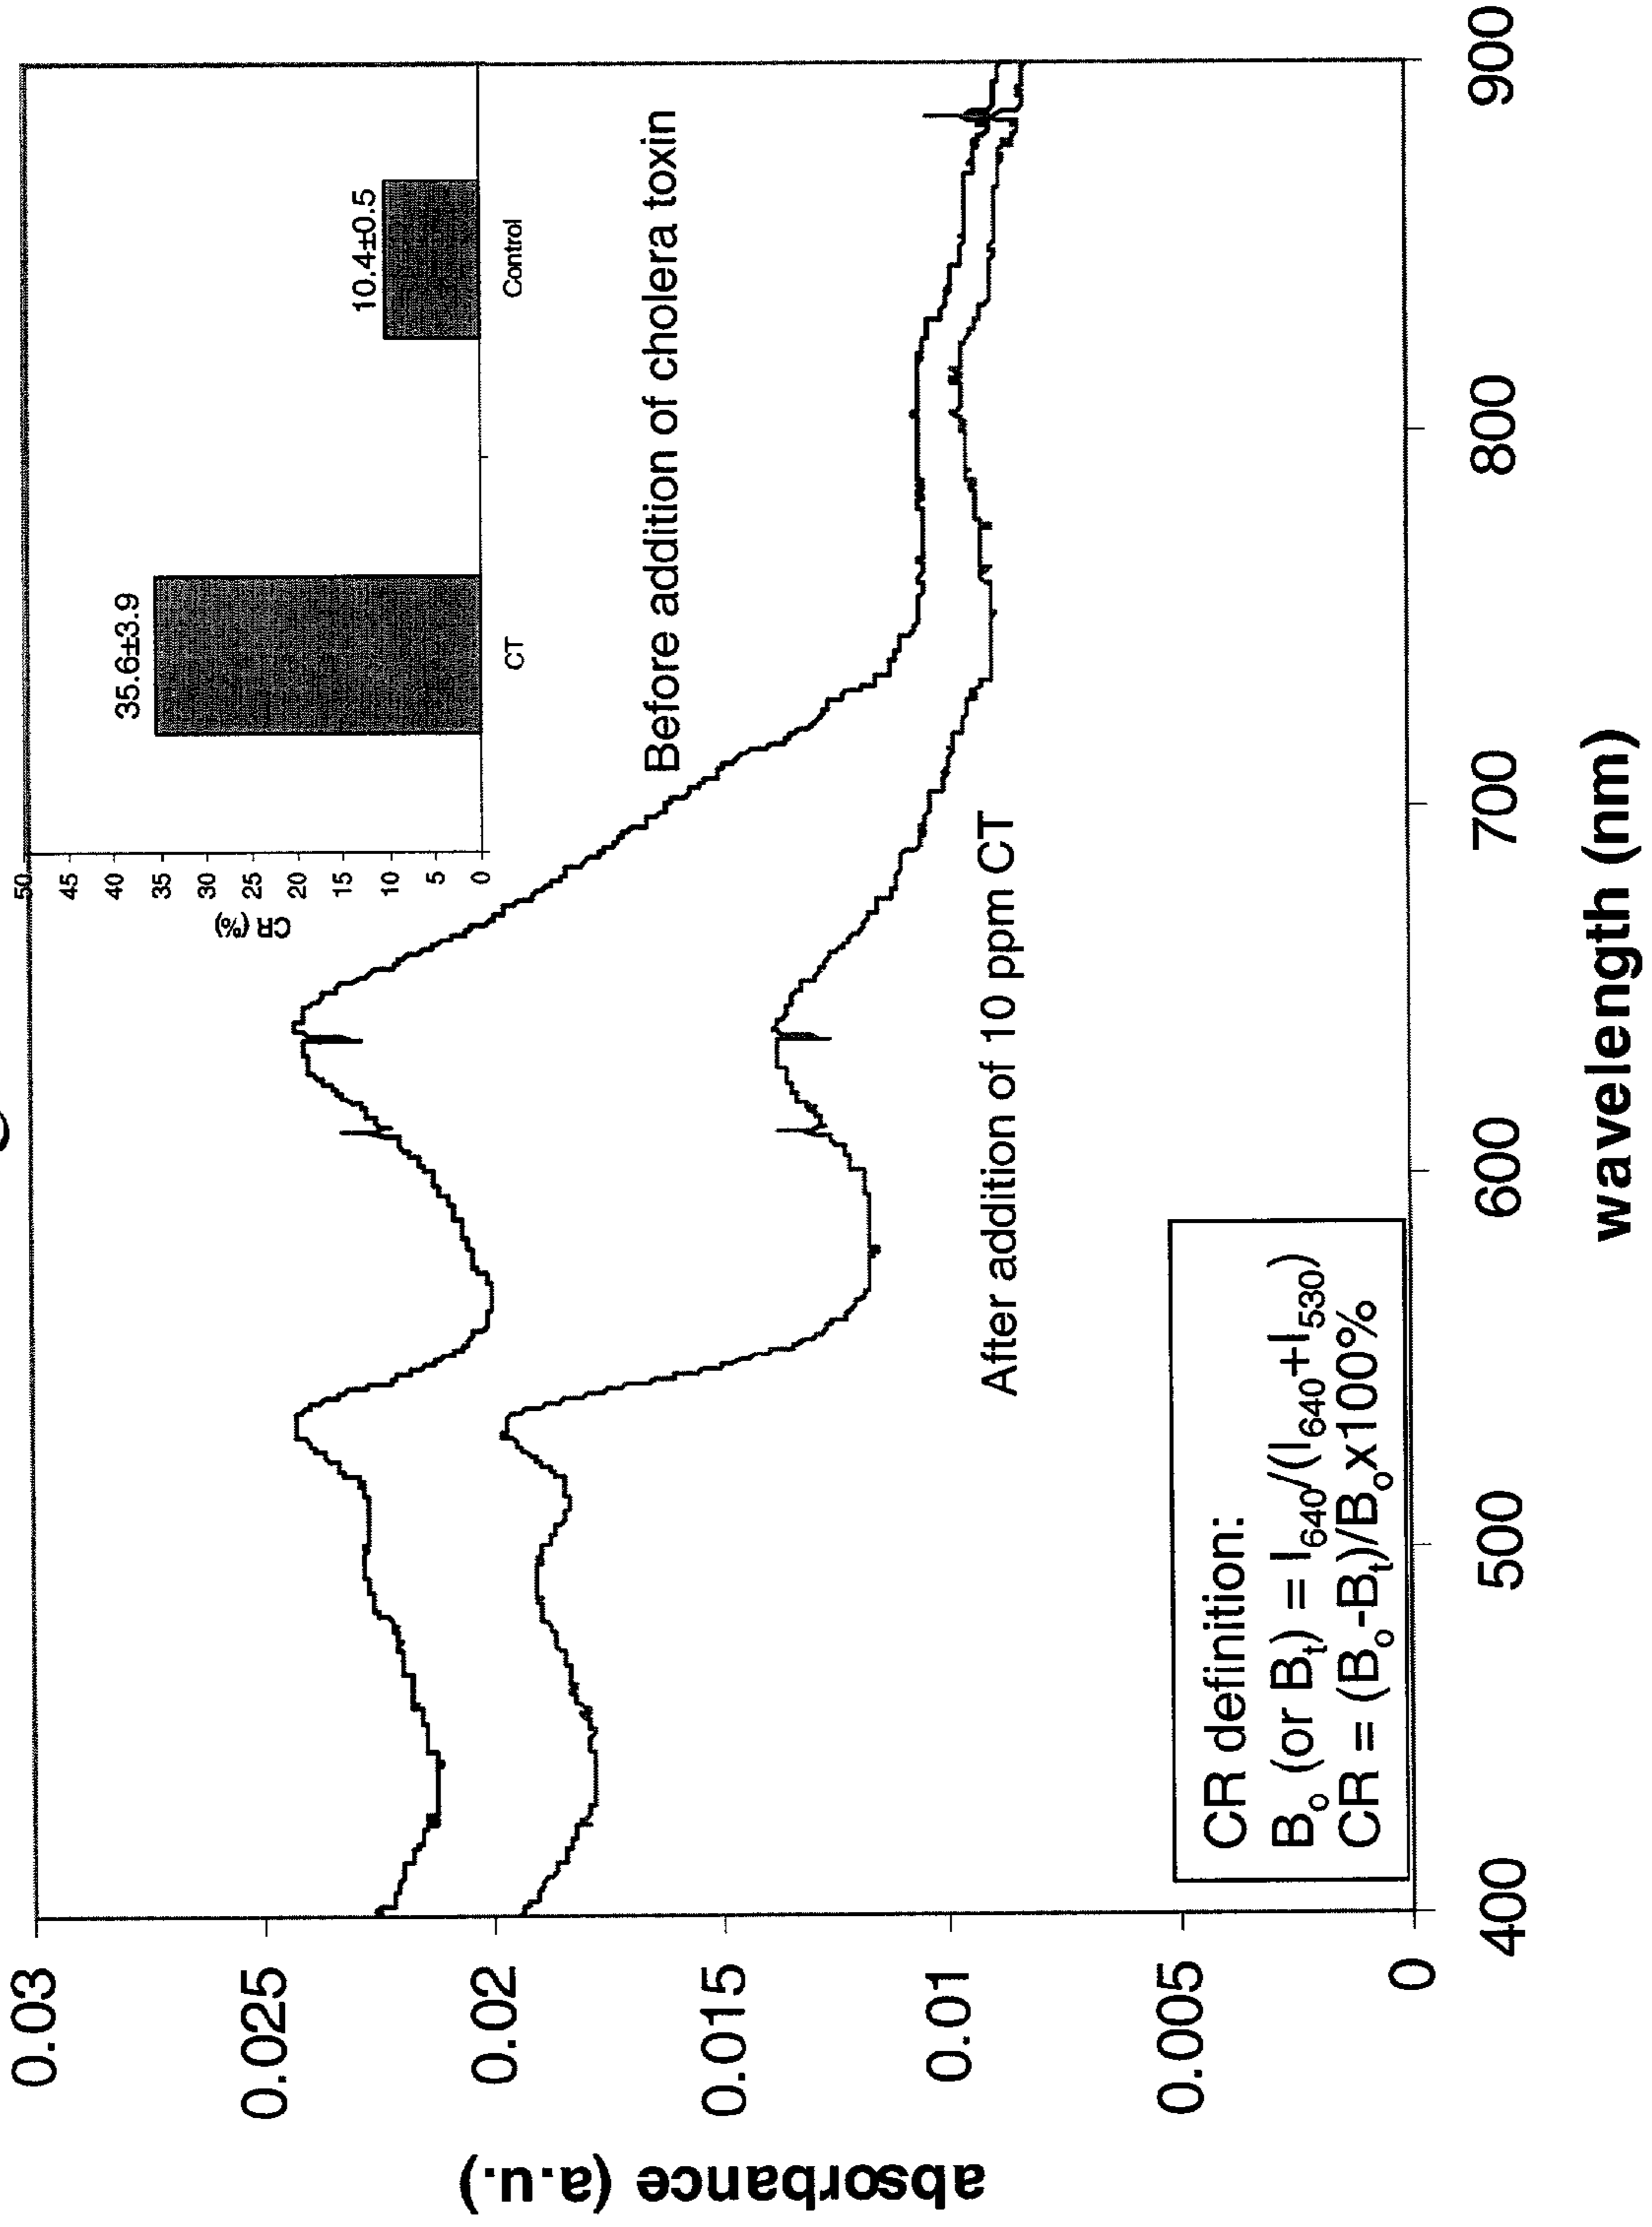 50
45
40
35
30
25
20
15
10
5
0
CR (%)
35.6±3.9
10.4±0.5
CT
Control
Before addition of cholera toxin
After addition of 10 ppm CT
CR definition:
Bₒ (or Bₜ) = I₆₄₀/(I₆₄₀+I₅₃₀)
CR = (Bₒ-Bₜ)/Bₒx100%
0.03
0.025
0.02
0.015
0.01
0.005
0
absorbance (a.u.)
400
500
600
700
800
900
wavelength (nm)